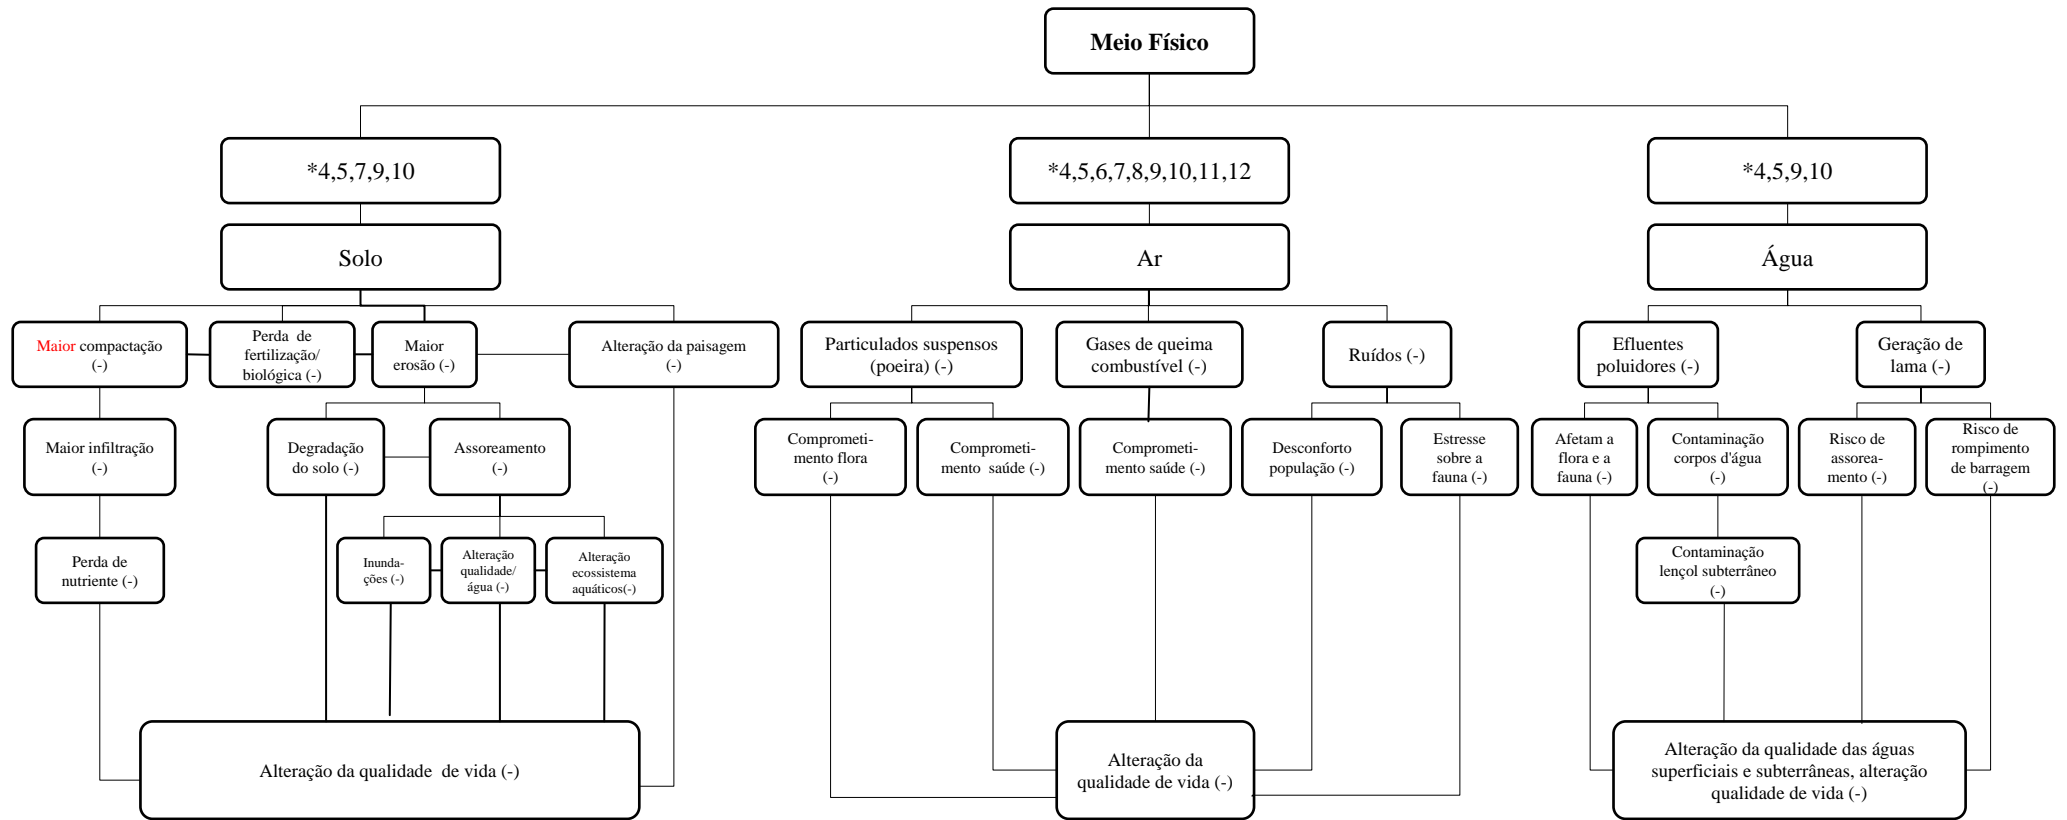 Meio Físico
*4,5,7,9,10
*4,5,6,7,8,9,10,11,12
*4,5,9,10
Solo
Ar
Água
Maior compactação
(-)
Perda de
fertilização/
biológica (-)
Maior
erosão (-)
Alteração da paisagem
(-)
Particulados suspensos
(poeira) (-)
Gases de queima
combustível (-)
Ruídos (-)
Efluentes
poluidores (-)
Geração de
lama (-)
Maior infiltração
(-)
Degradação
do solo (-)
Assoreamento
(-)
Comprometi-
mento flora
(-)
Comprometi-
mento saúde (-)
Comprometi-
mento saúde (-)
Desconforto
população (-)
Estresse
sobre a
fauna (-)
Afetam a
flora e a
fauna (-)
Contaminação
corpos d'água
(-)
Risco de
assorea-
mento (-)
Risco de
rompimento
de barragem
(-)
Perda de
nutriente (-)
Inunda-
ções (-)
Alteração
qualidade/
água (-)
Alteração
ecossistema
aquáticos(-)
Contaminação
lençol subterrâneo
(-)
Alteração da qualidade de vida (-)
Alteração da
qualidade de vida (-)
Alteração da qualidade das águas
superficiais e subterrâneas, alteração
qualidade de vida (-)